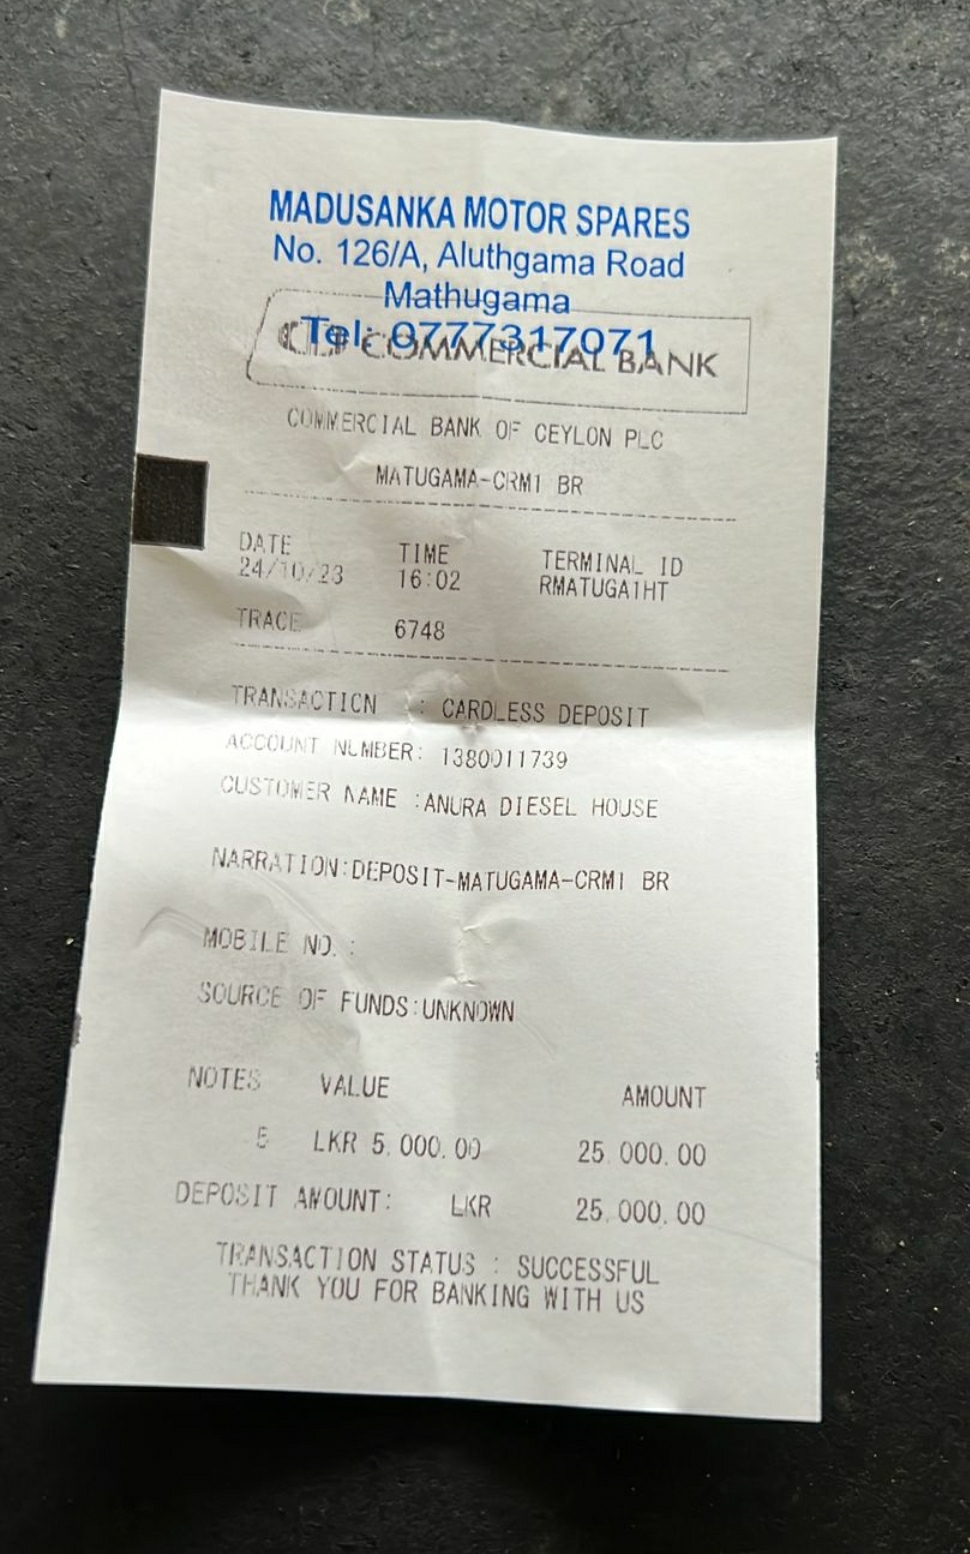 MADUSANKA MOTOR SPARES
No. 126/A, Aluthgama Road
Mathugama
Tel: 0777317071
COMMERCIAL BANK
COMMERCIAL BANK OF CEYLON PLC
MATUGAMA-CRM1 BR
DATE TIME TERMINAL ID
24/10/23 16:02 RMATUGA1HT
TRACE 6748
TRANSACTION : CARDLESS DEPOSIT
ACCOUNT NUMBER: 1380011739
CUSTOMER NAME :ANURA DIESEL HOUSE
NARRATION:DEPOSIT-MATUGAMA-CRM1 BR
MOBILE NO. :
SOURCE OF FUNDS:UNKNOWN
NOTES VALUE AMOUNT
5 LKR 5,000.00 25,000.00
DEPOSIT AMOUNT: LKR 25,000.00
TRANSACTION STATUS : SUCCESSFUL
THANK YOU FOR BANKING WITH US